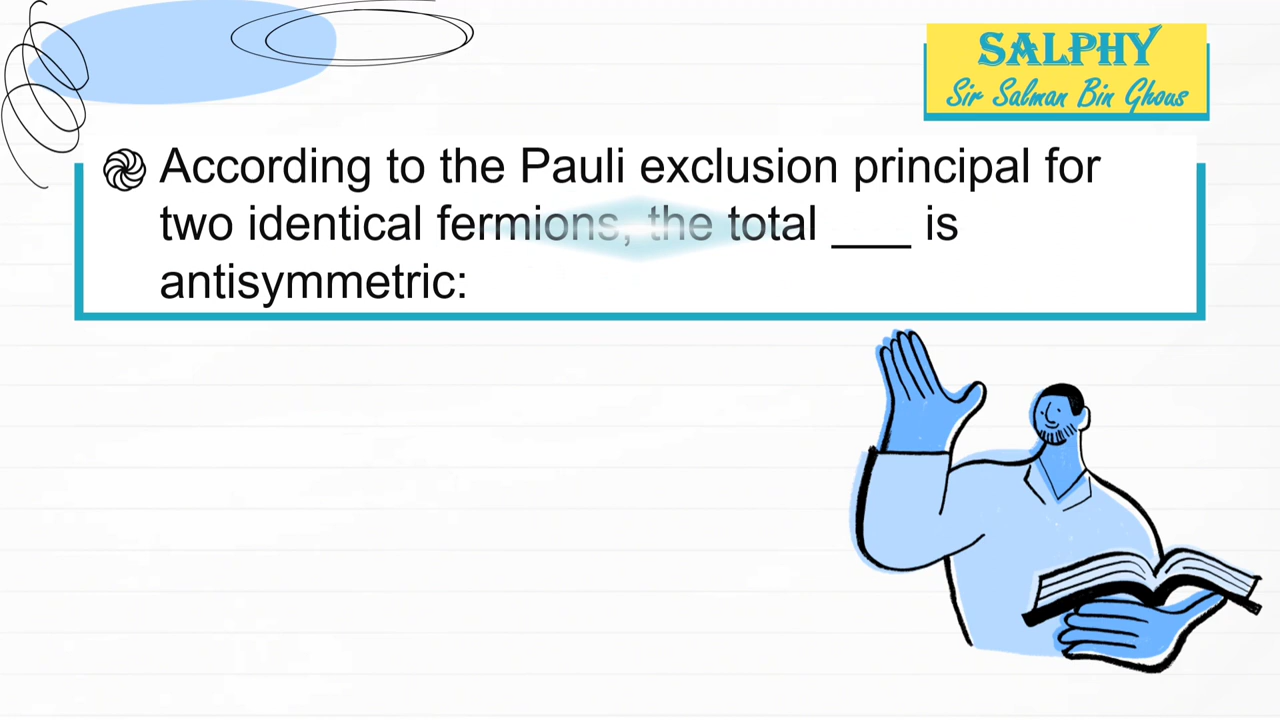 SALPHY
Sir Salman Bin Ghous
According to the Pauli exclusion principal for
two identical fermions, the total ___ is
antisymmetric: